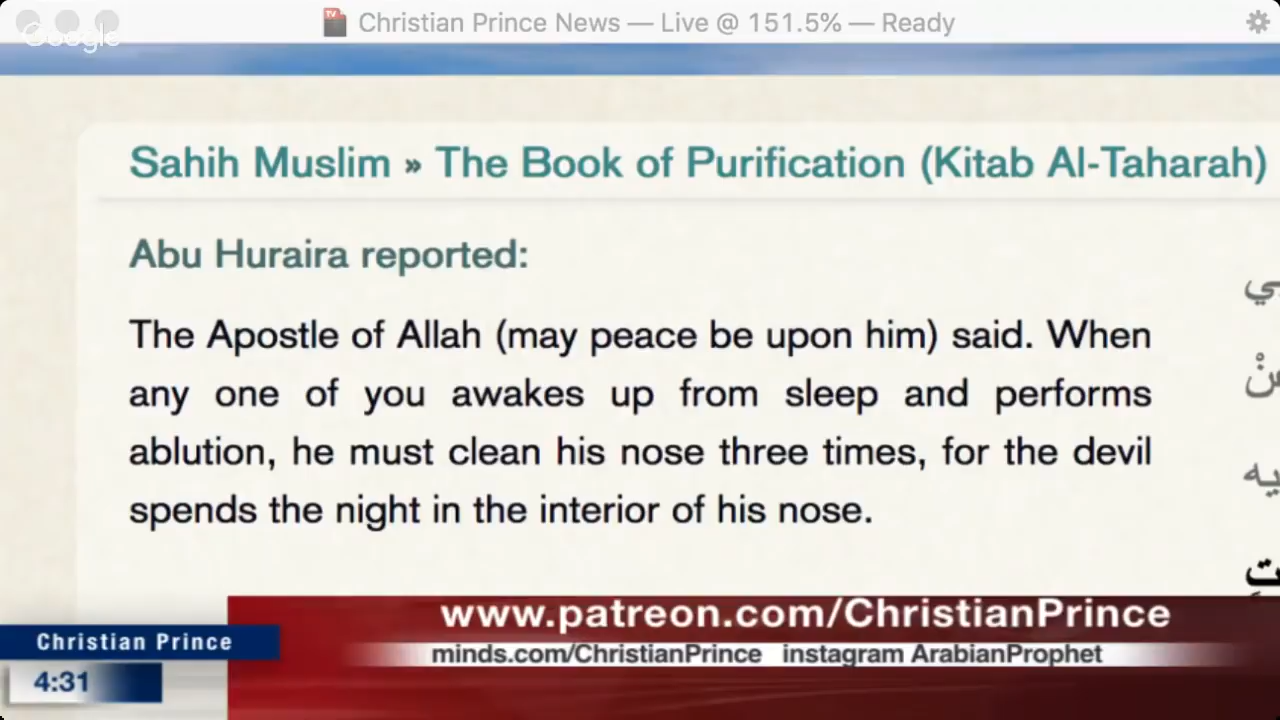 Christian Prince News — Live @ 151.5% — Ready
Google
Sahih Muslim » The Book of Purification (Kitab Al-Taharah)
Abu Huraira reported:
The Apostle of Allah (may peace be upon him) said. When
any one of you awakes up from sleep and performs
ablution, he must clean his nose three times, for the devil
spends the night in the interior of his nose.
www.patreon.com/ChristianPrince
Christian Prince
minds.com/ChristianPrince instagram ArabianProphet
4:31